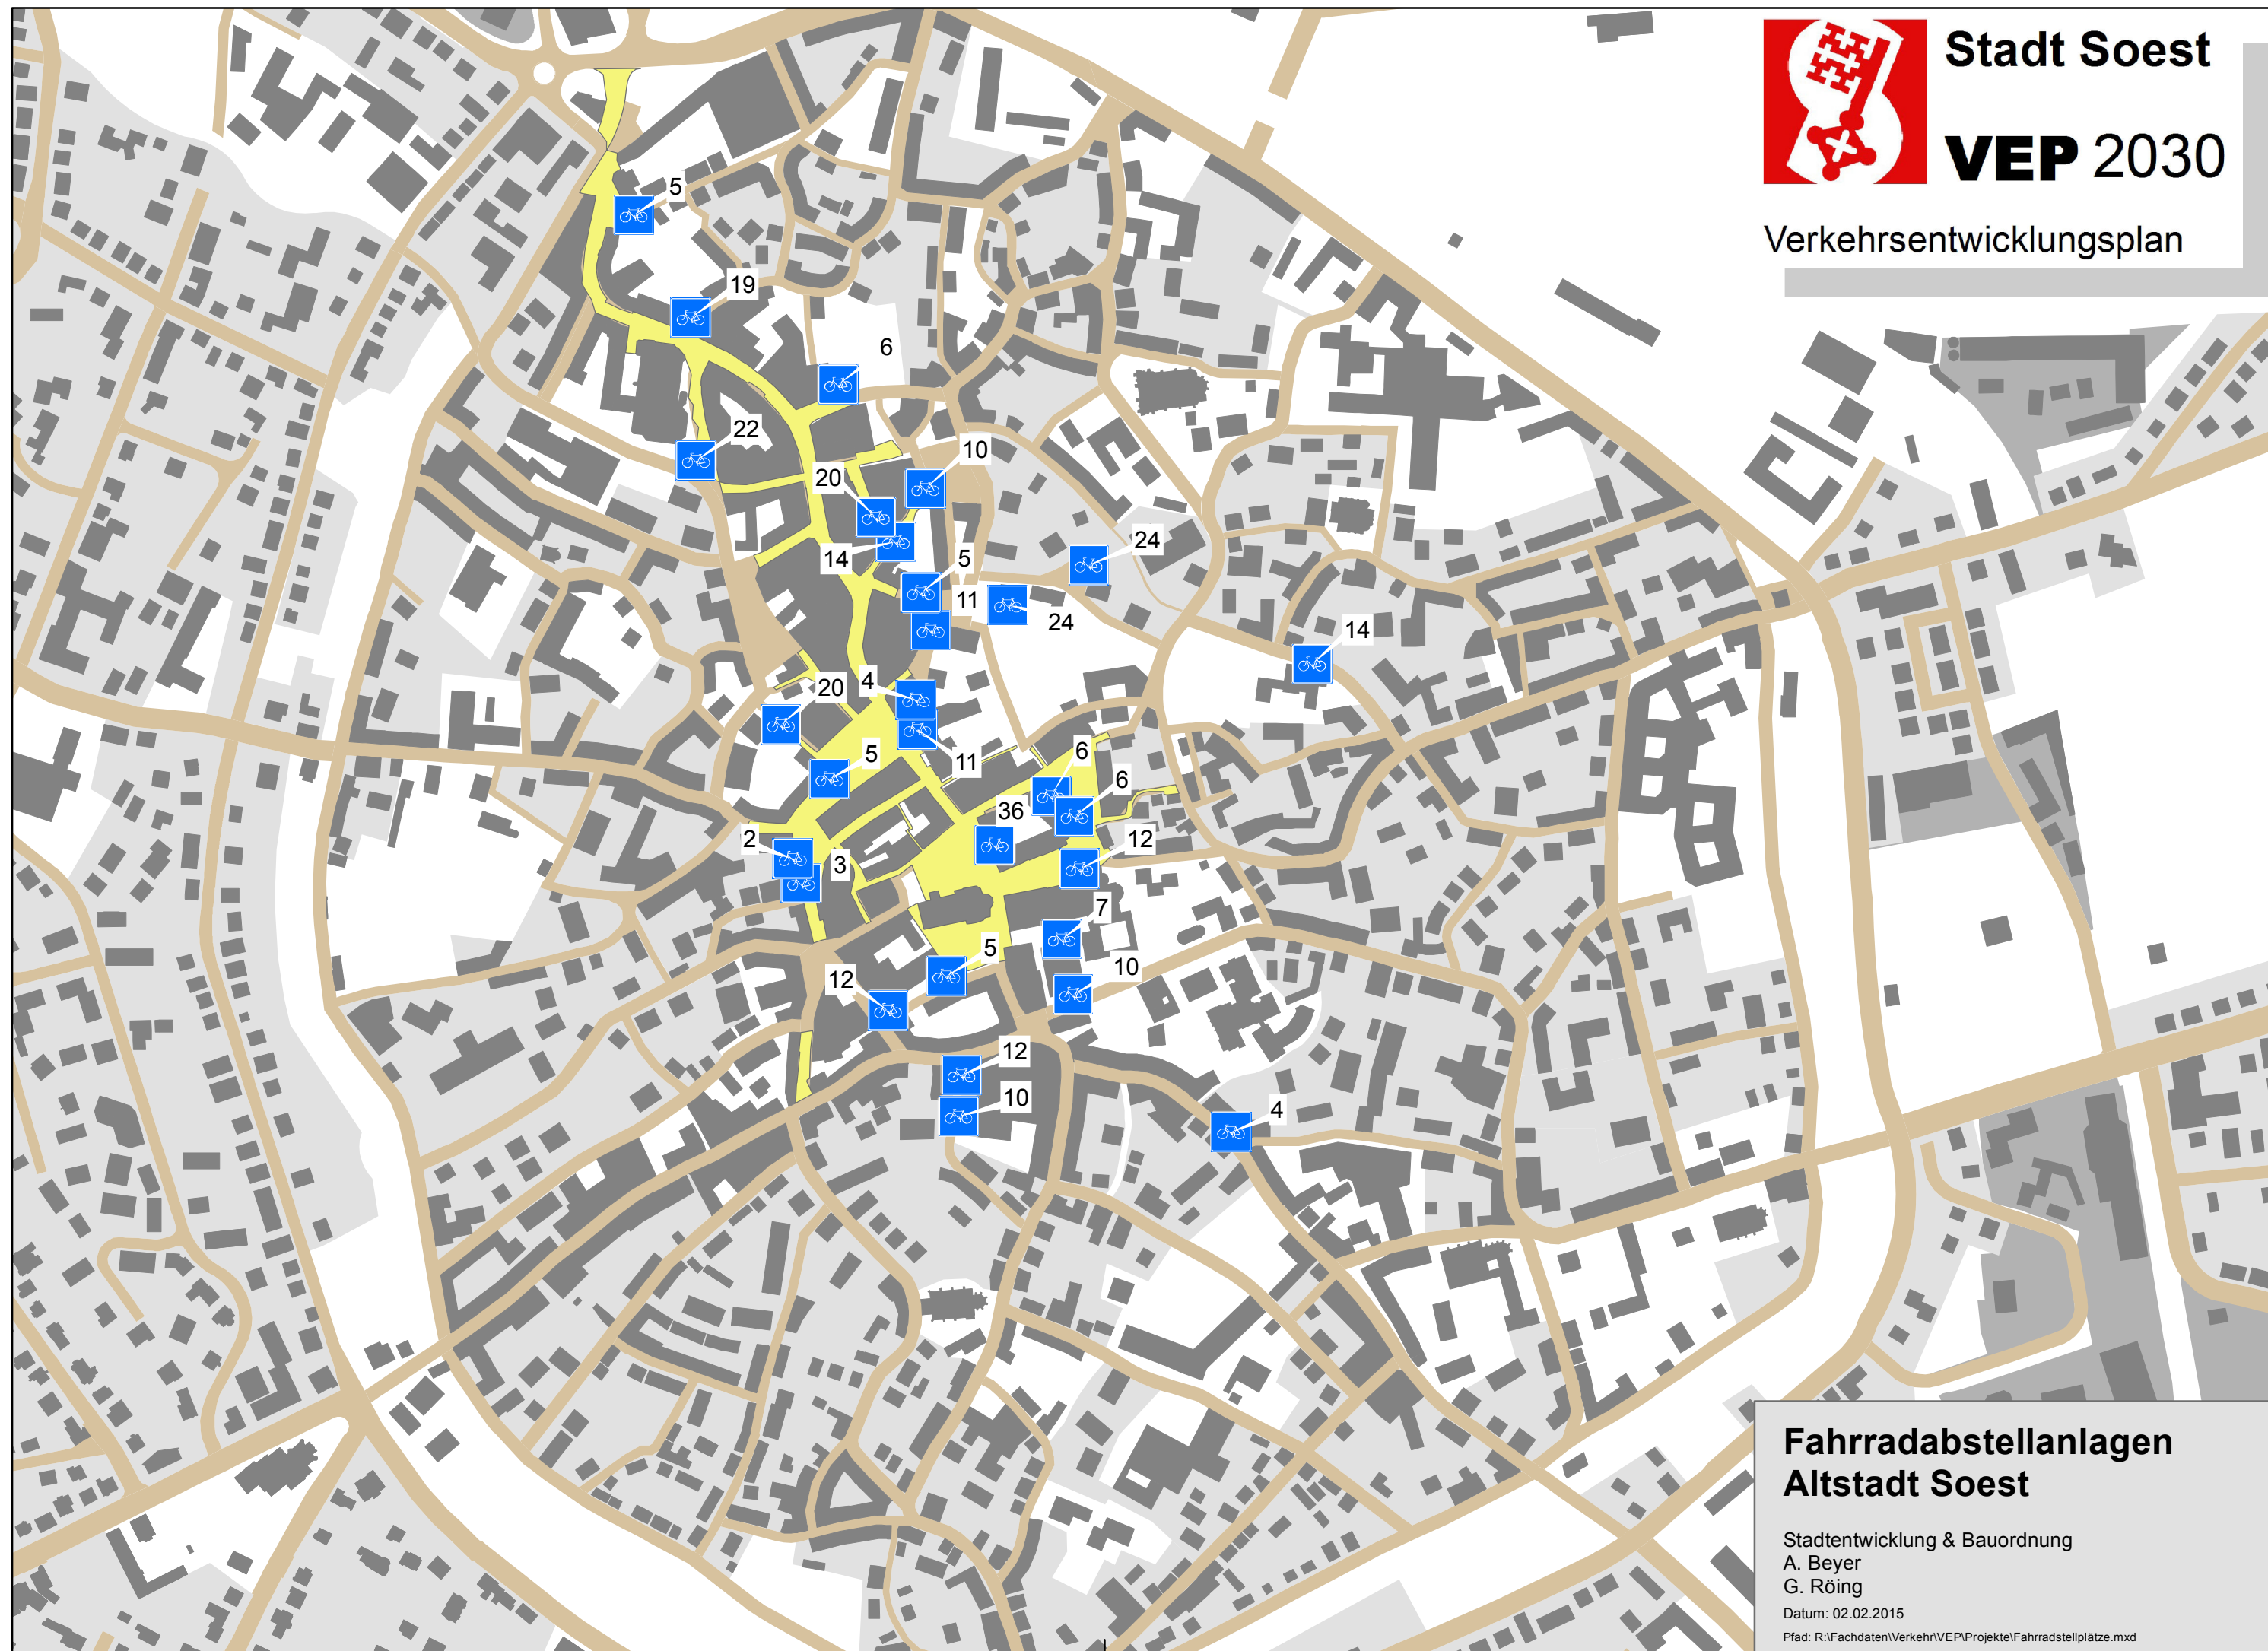 Stadt Soest
VEP 2030
Verkehrsentwicklungsplan
5
19
6
22
10
20
14
5
24
11
24
14
20
4
5
11
6
6
36
2
3
12
7
5
10
12
12
10
4
Fahrradabstellanlagen
Altstadt Soest
Stadtentwicklung & Bauordnung
A. Beyer
G. Röing
Datum: 02.02.2015
Pfad: R:\Fachdaten\Verkehr\VEP\Projekte\Fahrradstellplätze.mxd